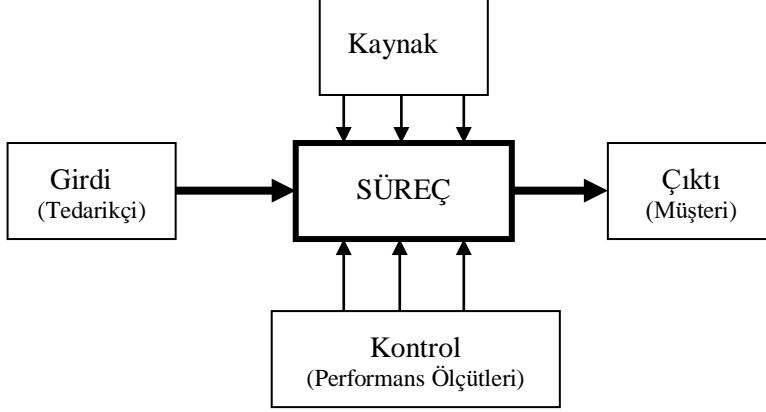 Kaynak
Girdi
(Tedarikçi)
SÜREÇ
Çıktı
(Müşteri)
Kontrol
(Performans Ölçütleri)